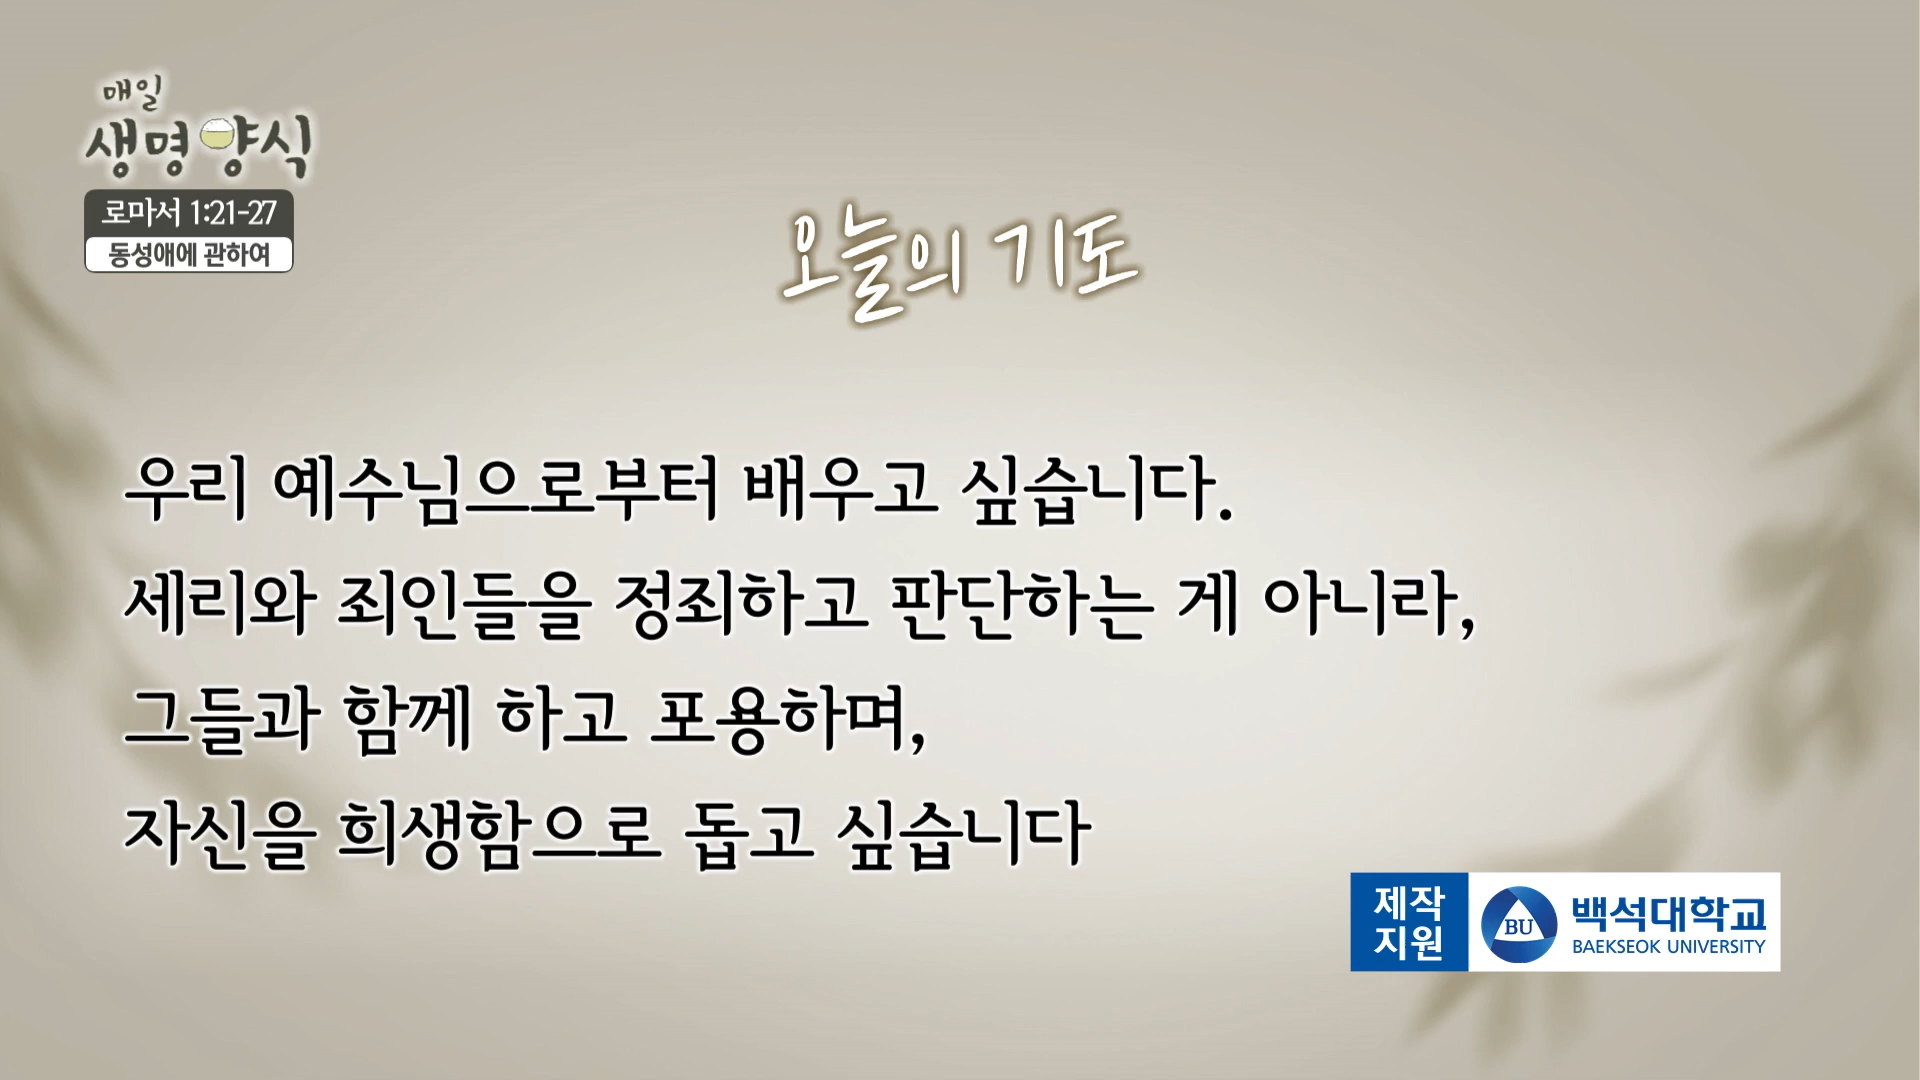 매일
생명양식
로마서 1:21-27
동성애에 관하여
오늘의 기도
우리 예수님으로부터 배우고 싶습니다.
세리와 죄인들을 정죄하고 판단하는 게 아니라,
그들과 함께 하고 포용하며,
자신을 희생함으로 돕고 싶습니다
제작
지원
BU
백석대학교
BAEKSEOK UNIVERSITY